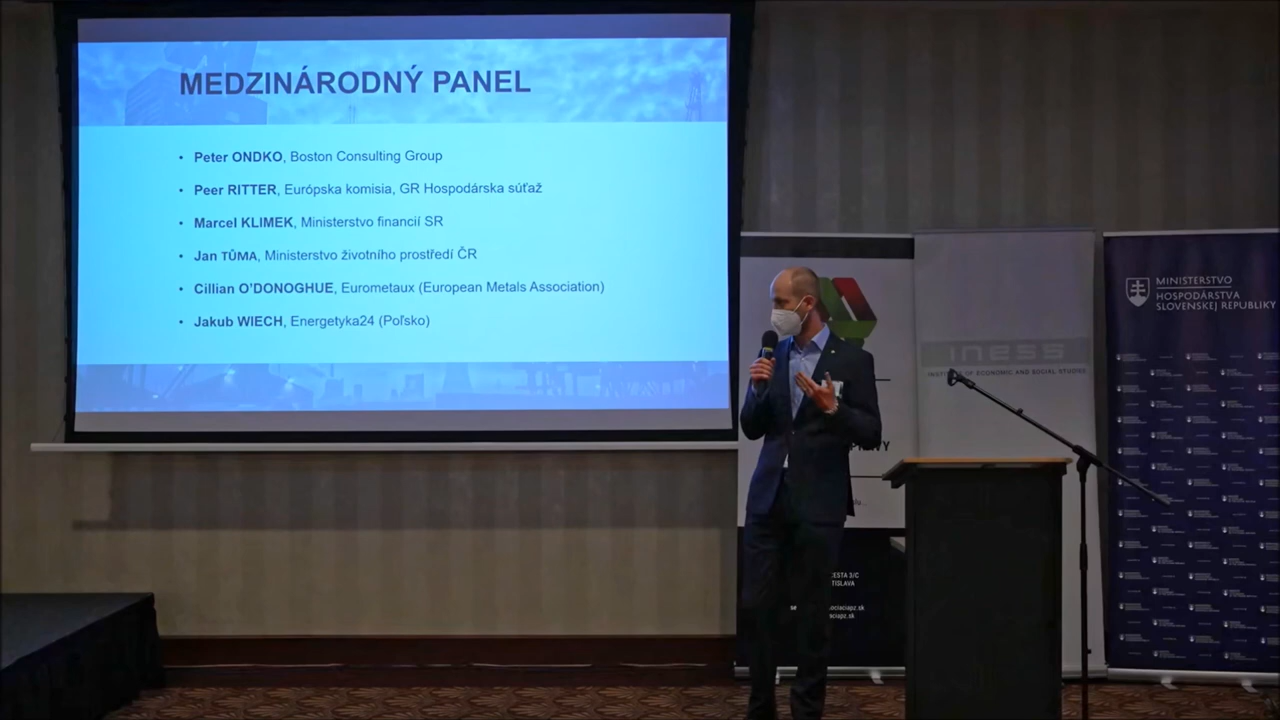 MEDZINÁRODNÝ PANEL
• Peter ONDKO, Boston Consulting Group
• Peer RITTER, Európska komisia, GR Hospodárska súťaž
• Marcel KLIMEK, Ministerstvo financií SR
• Jan TŮMA, Ministerstvo životního prostředí ČR
• Cillian O'DONOGHUE, Eurometaux (European Metals Association)
• Jakub WIECH, Energetyka24 (Poľsko)
MINISTERSTVO
HOSPODÁRSTVA
SLOVENSKEJ REPUBLIKY
INESS
INSTITUTE OF ECONOMIC AND SOCIAL STUDIES
CESTA 3/C